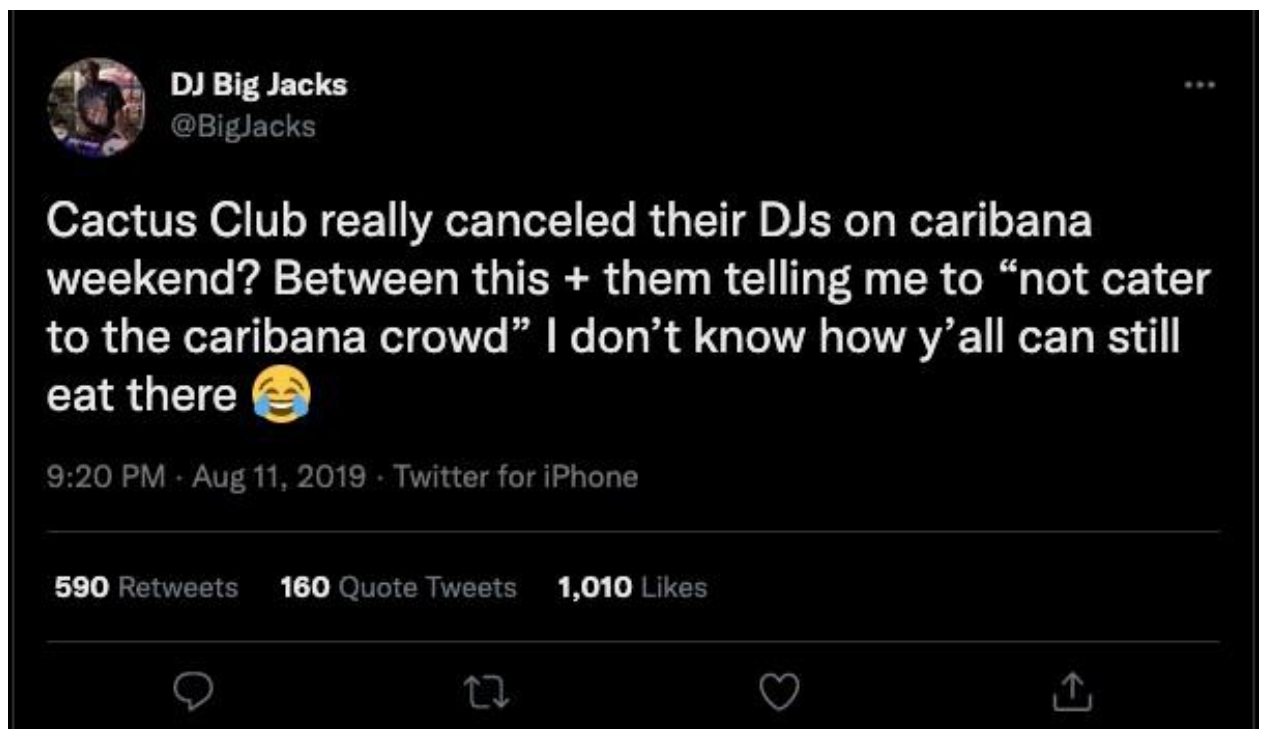 DJ Big Jacks
@BigJacks
Cactus Club really canceled their DJs on caribana
weekend? Between this + them telling me to “not cater
to the caribana crowd” I don’t know how y’all can still
eat there 😂
9:20 PM · Aug 11, 2019 · Twitter for iPhone
590 Retweets 160 Quote Tweets 1,010 Likes